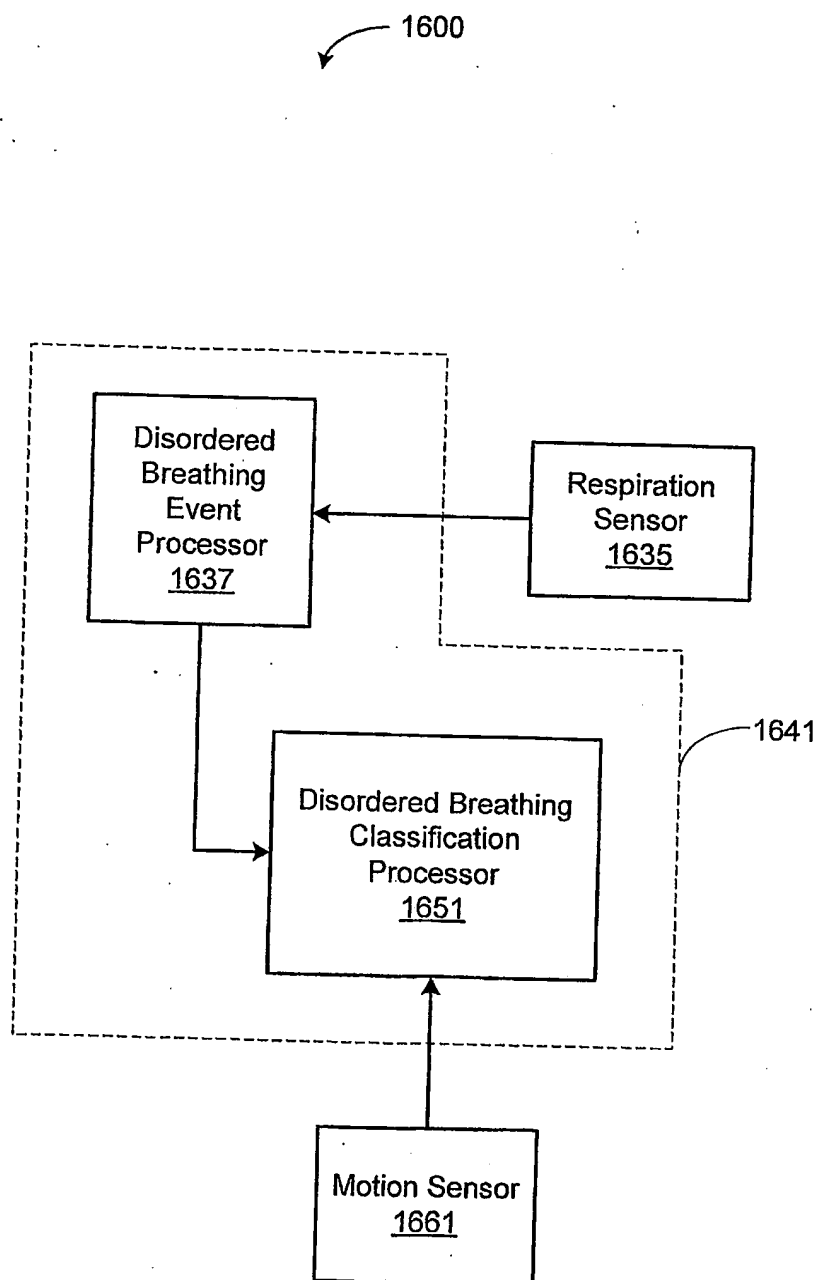 1600
Disordered
Breathing
Event
Processor
1637
Respiration
Sensor
1635
1641
Disordered Breathing
Classification
Processor
1651
Motion Sensor
1661